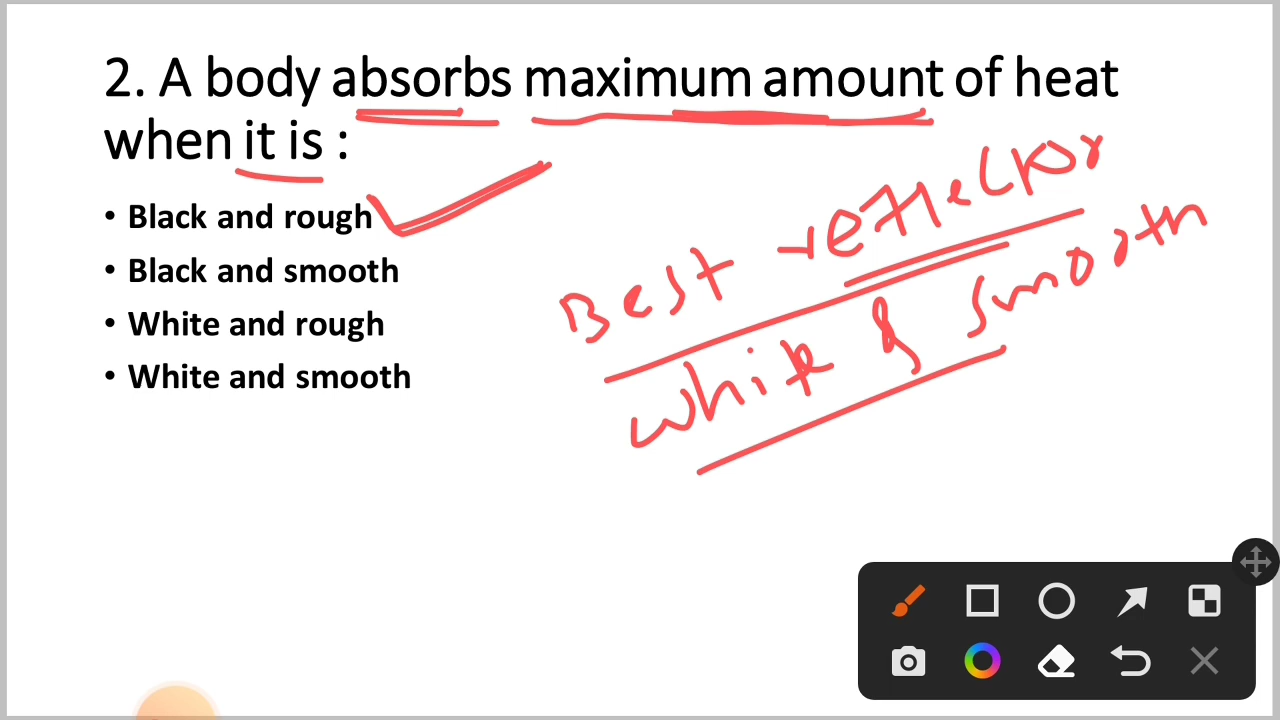 2. A body absorbs maximum amount of heat
when it is :
• Black and rough
• Black and smooth
• White and rough
• White and smooth
Best reflector
white & smooth